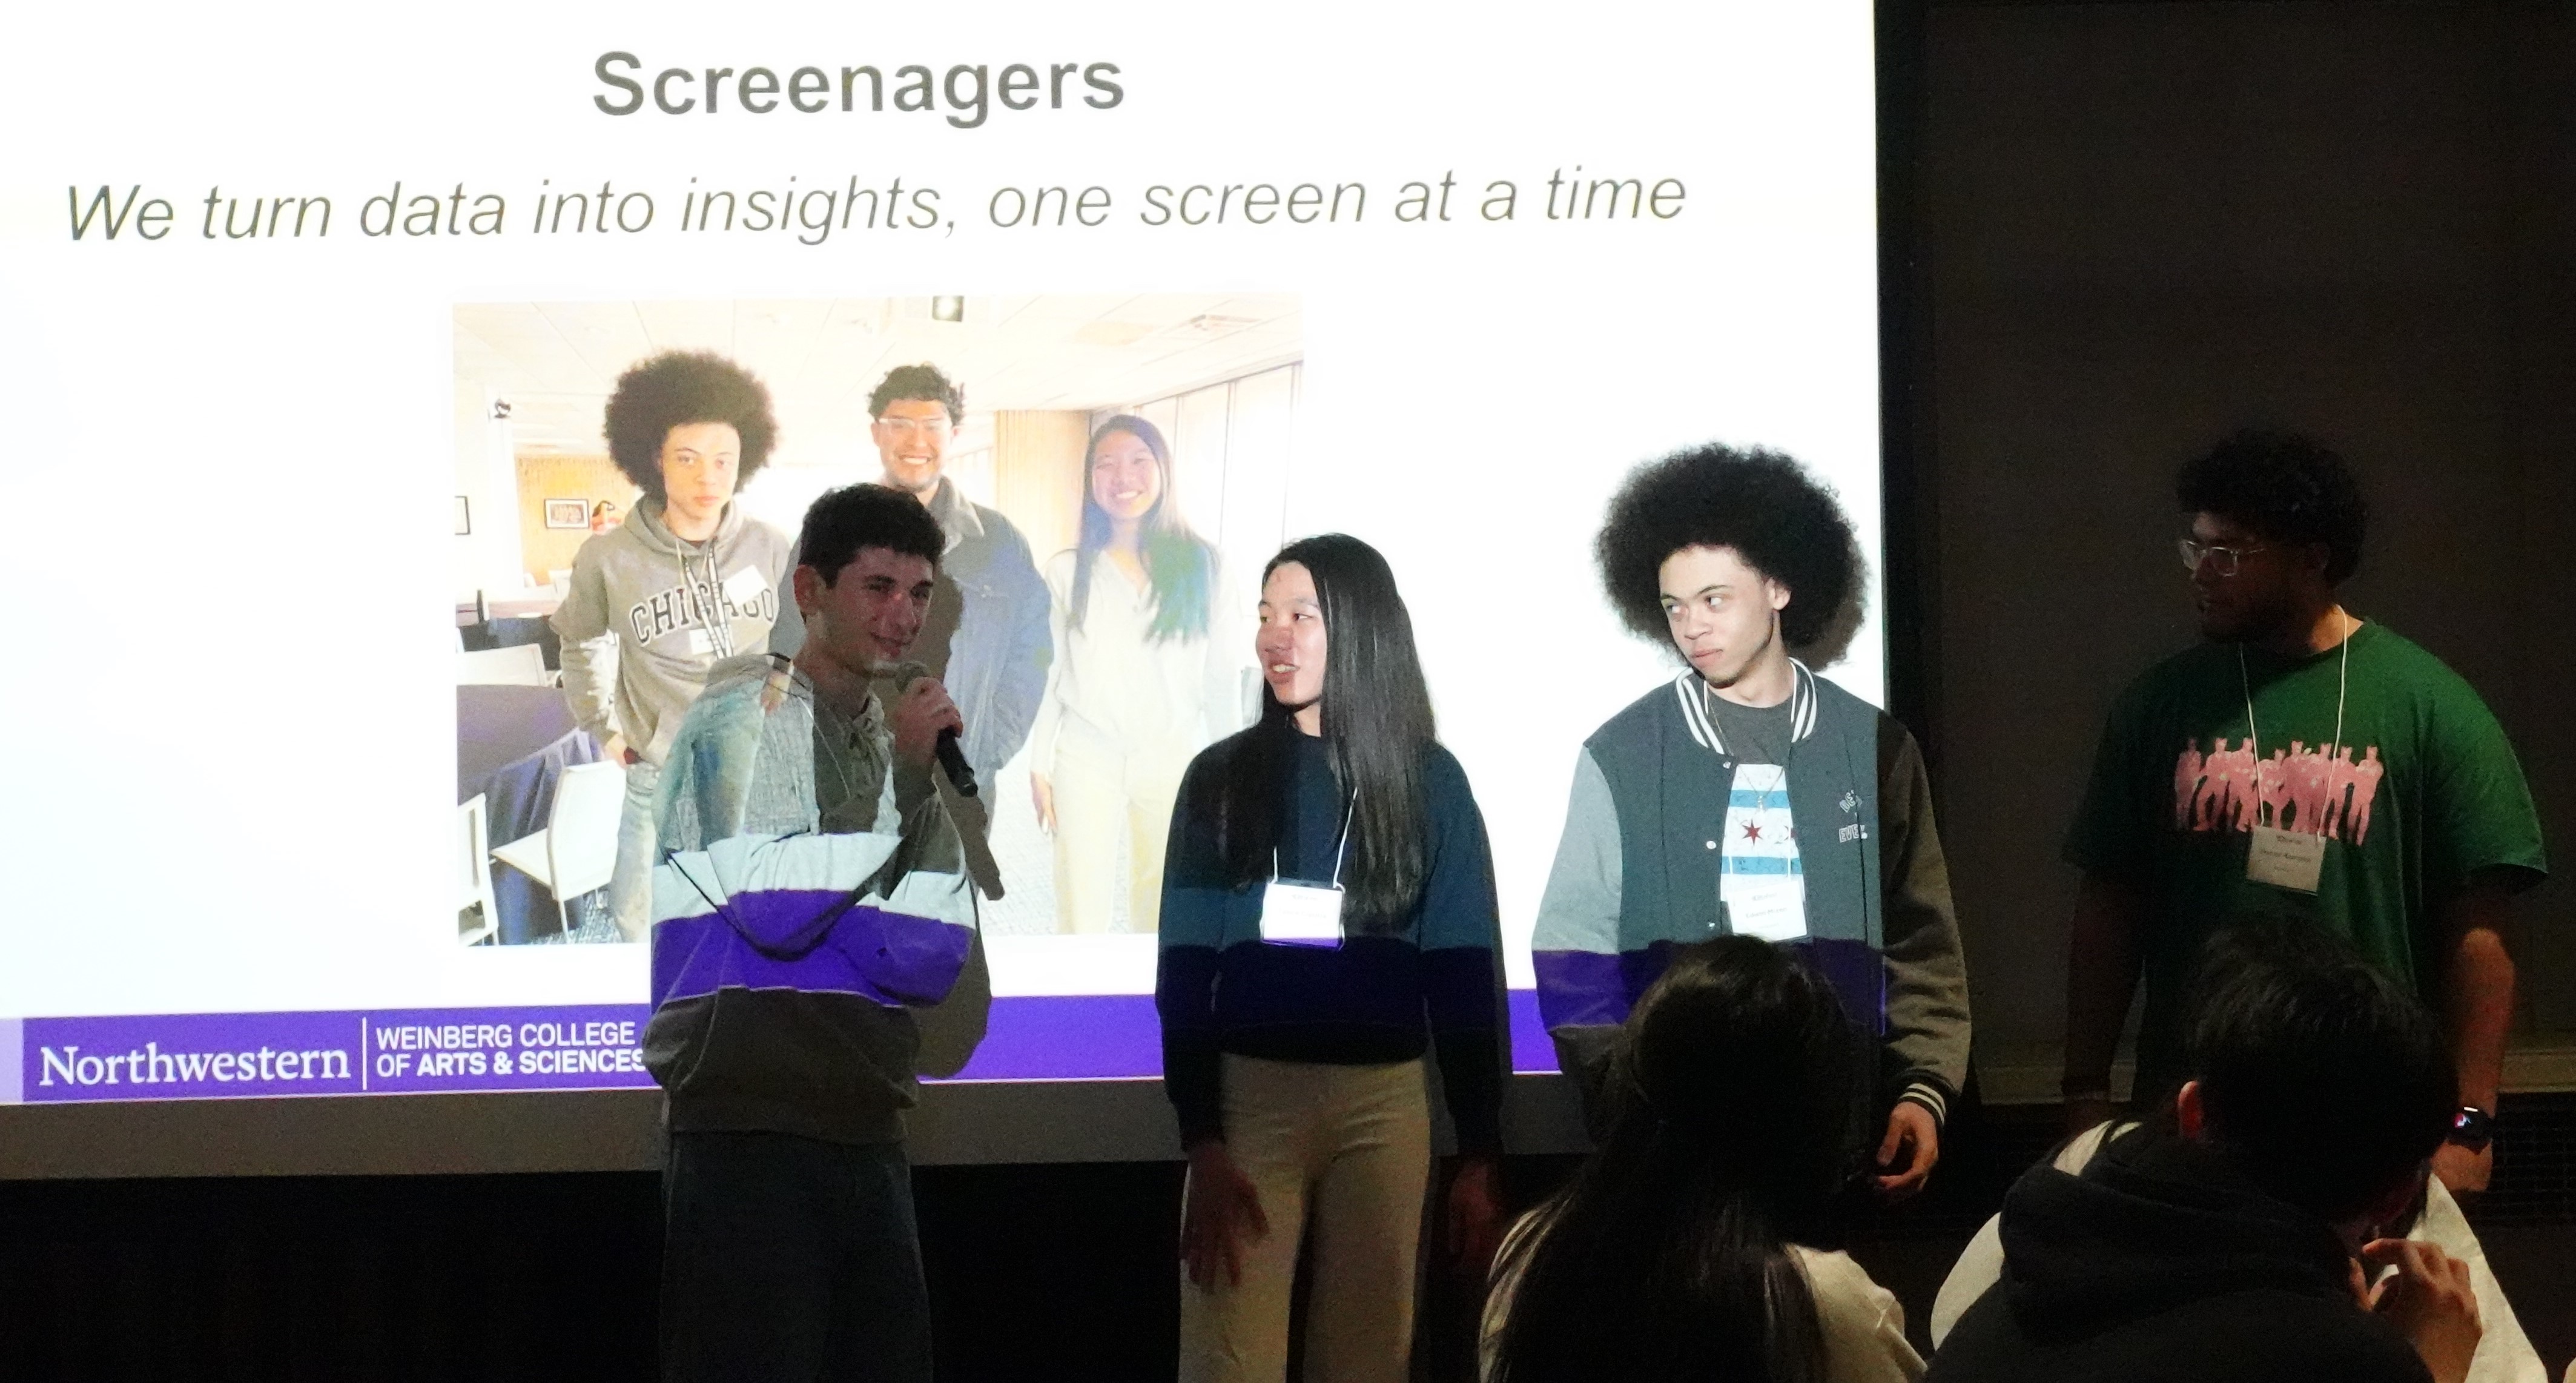 Screenagers
We turn data into insights, one screen at a time
CHICAGO
Northwestern
WEINBERG COLLEGE
OF ARTS & SCIENCES